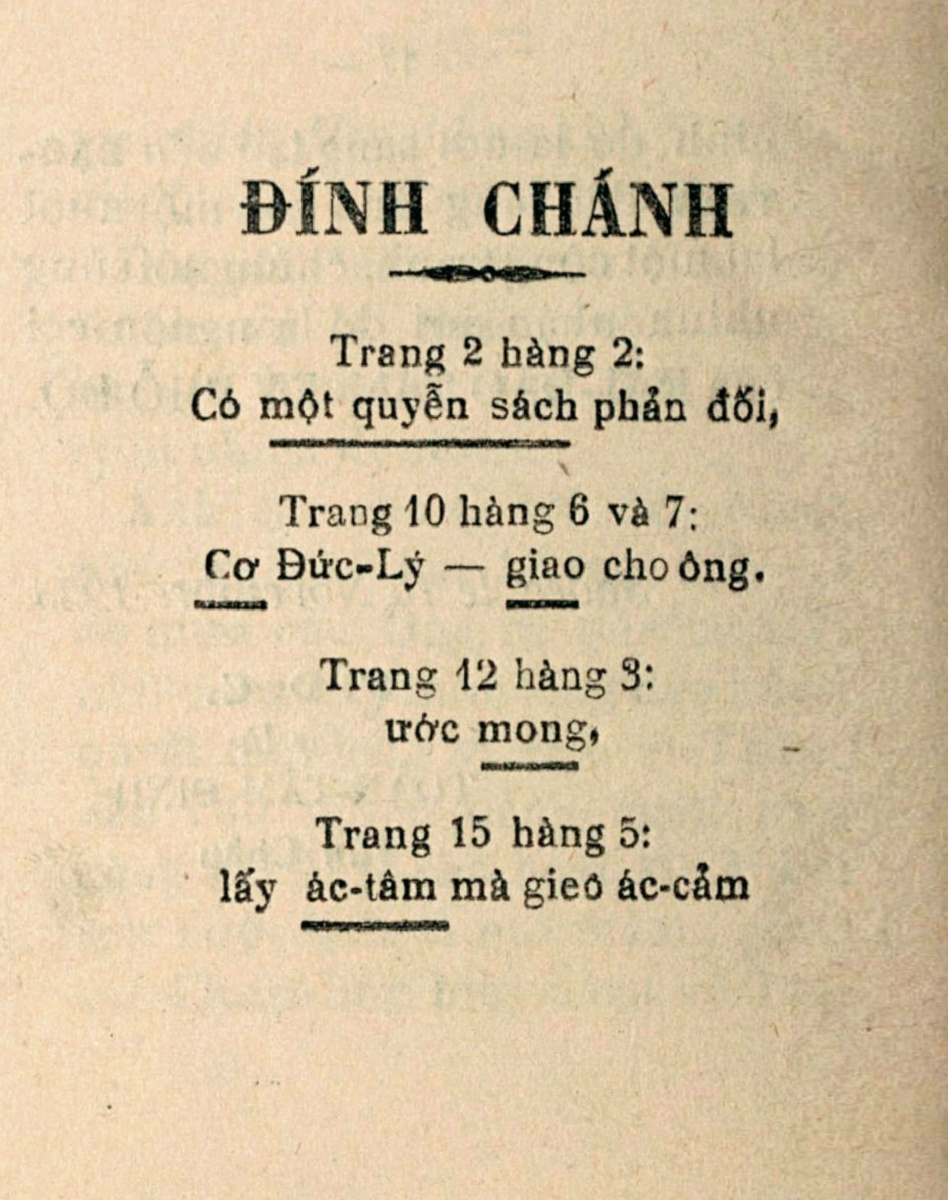 ĐÍNH CHÁNH
Trang 2 hàng 2:
Có một quyễn sách phản đối,
Trang 10 hàng 6 và 7:
Cơ Đức-Lý — giao cho ông.
Trang 12 hàng 3:
ước mong,
Trang 15 hàng 5:
lấy ác-tâm mà gieo ác-cảm